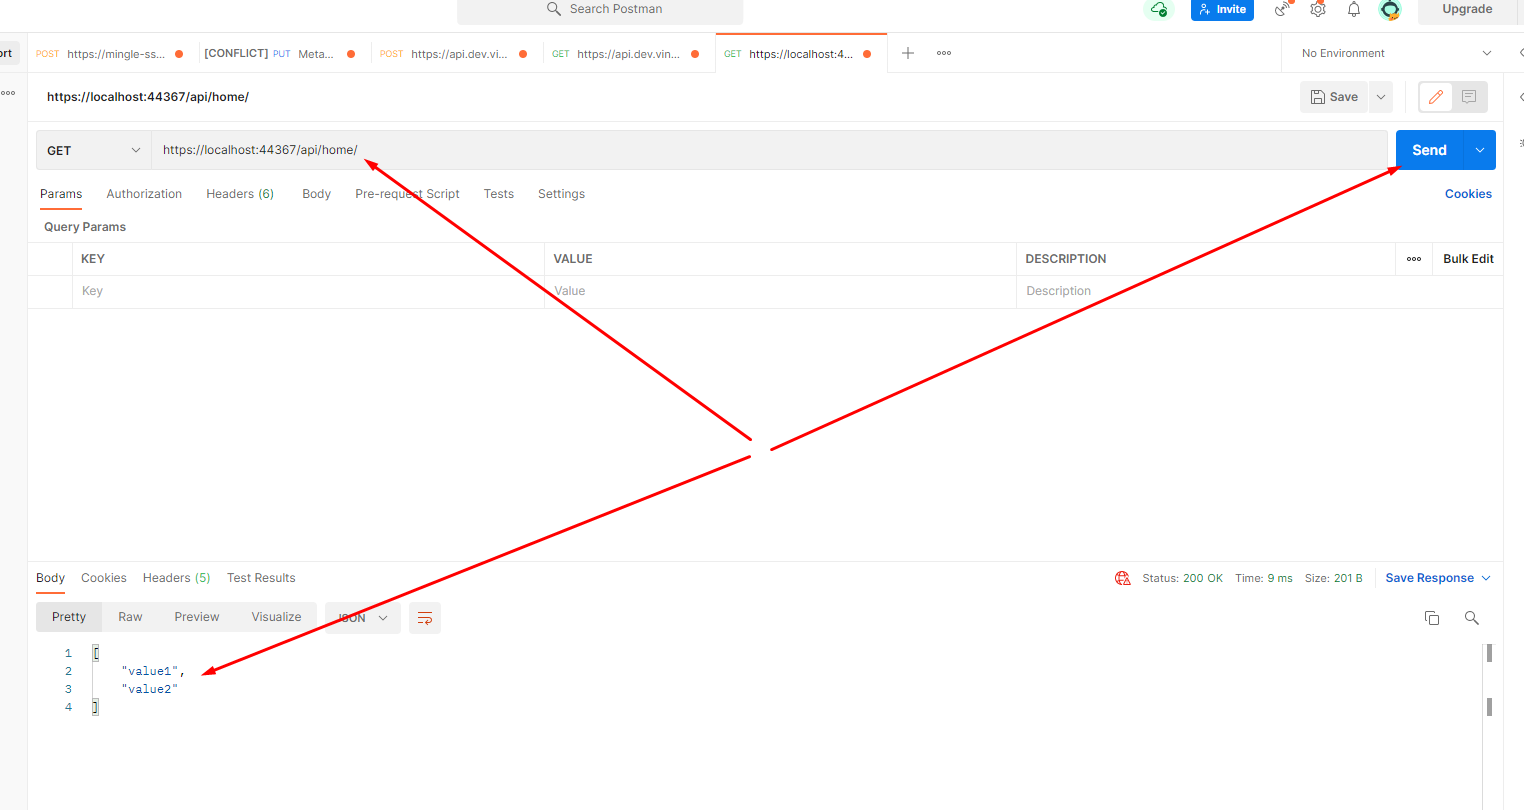 Search Postman
Invite
Upgrade
ort
POST https://mingle-ss...
[CONFLICT] PUT Meta...
POST https://api.dev.vi...
GET https://api.dev.vin...
GET https://localhost:4...
No Environment
https://localhost:44367/api/home/
Save
GET
https://localhost:44367/api/home/
Send
Params
Authorization
Headers (6)
Body
Pre-request Script
Tests
Settings
Cookies
Query Params
KEY
VALUE
DESCRIPTION
Bulk Edit
Key
Value
Description
Body
Cookies
Headers (5)
Test Results
Status: 200 OK
Time: 9 ms
Size: 201 B
Save Response
Pretty
Raw
Preview
Visualize
JSON
1 [
2 "value1",
3 "value2"
4 ]